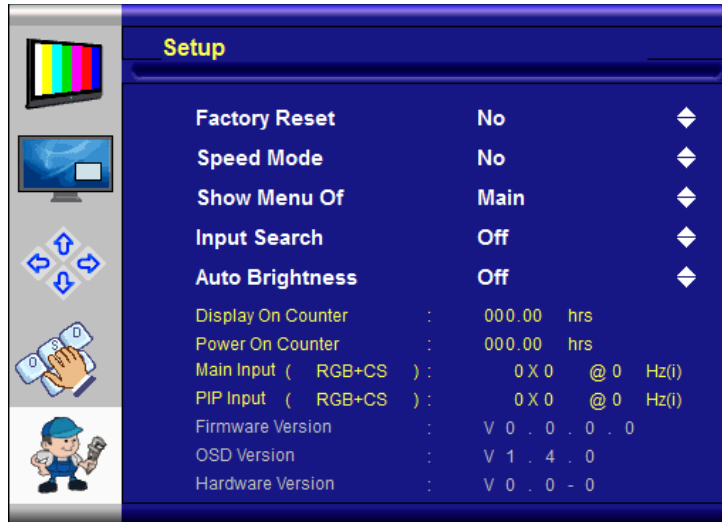 Setup
Factory Reset No
Speed Mode No
Show Menu Of Main
Input Search Off
Auto Brightness Off
Display On Counter : 000.00 hrs
Power On Counter : 000.00 hrs
Main Input ( RGB+CS ) : 0 X 0 @ 0 Hz(i)
PIP Input ( RGB+CS ) : 0 X 0 @ 0 Hz(i)
Firmware Version : V 0 . 0 . 0 . 0
OSD Version : V 1 . 4 . 0
Hardware Version : V 0 . 0 - 0
O S D